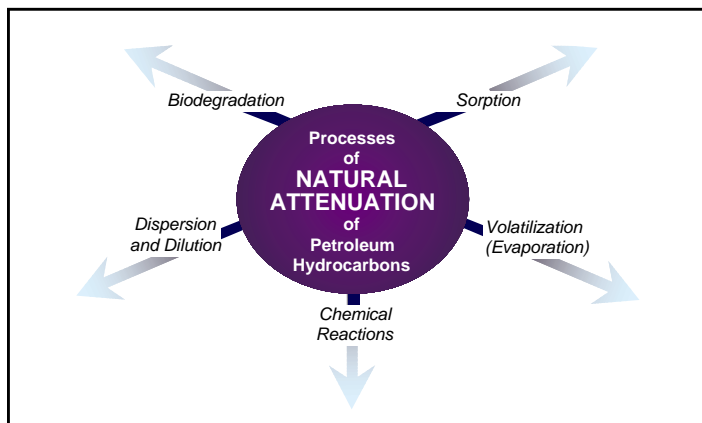 Biodegradation
Sorption
Processes
of
NATURAL
ATTENUATION
of
Petroleum
Hydrocarbons
Dispersion
and Dilution
Volatilization
(Evaporation)
Chemical
Reactions